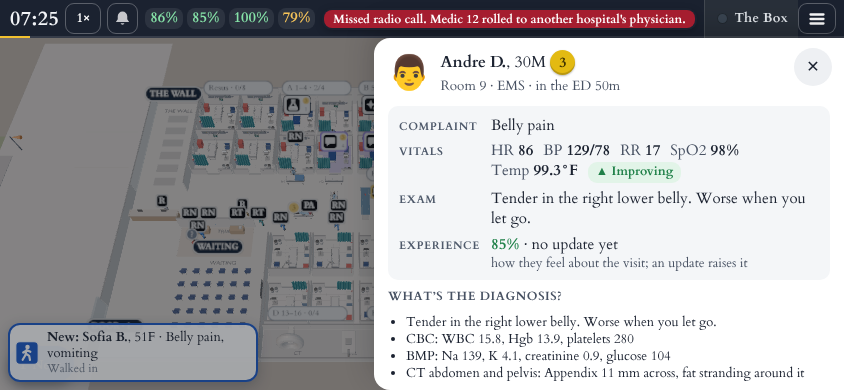 07:25 1× 86% 85% 100% 79% Missed radio call. Medic 12 rolled to another hospital's physician. The Box
Andre D., 30M 3
Room 9 · EMS · in the ED 50m
COMPLAINT Belly pain
VITALS HR 86 BP 129/78 RR 17 SpO2 98%
Temp 99.3°F ▲ Improving
EXAM Tender in the right lower belly. Worse when you
let go.
EXPERIENCE 85% · no update yet
how they feel about the visit; an update raises it
WHAT'S THE DIAGNOSIS?
• Tender in the right lower belly. Worse when you let go.
• CBC: WBC 15.8, Hgb 13.9, platelets 280
• BMP: Na 139, K 4.1, creatinine 0.9, glucose 104
• CT abdomen and pelvis: Appendix 11 mm across, fat stranding around it
THE WALL
R
RN RN RT RT RN PA RN
R RN
WAITING
WAITING
D 13-16 · 0/4
New: Sofia B., 51F · Belly pain,
vomiting
Walked in